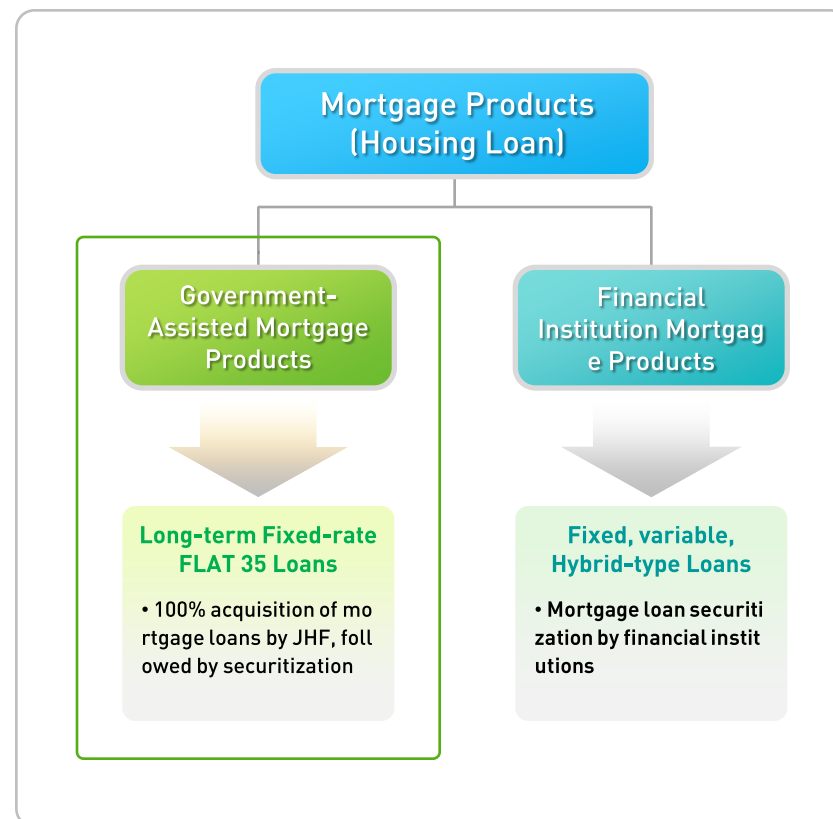 Mortgage Products
(Housing Loan)
Government-
Assisted Mortgage
Products
Financial
Institution Mortgag
e Products
Long-term Fixed-rate
FLAT 35 Loans
• 100% acquisition of mo
rtgage loans by JHF, foll
owed by securitization
Fixed, variable,
Hybrid-type Loans
• Mortgage loan securiti
zation by financial instit
utions